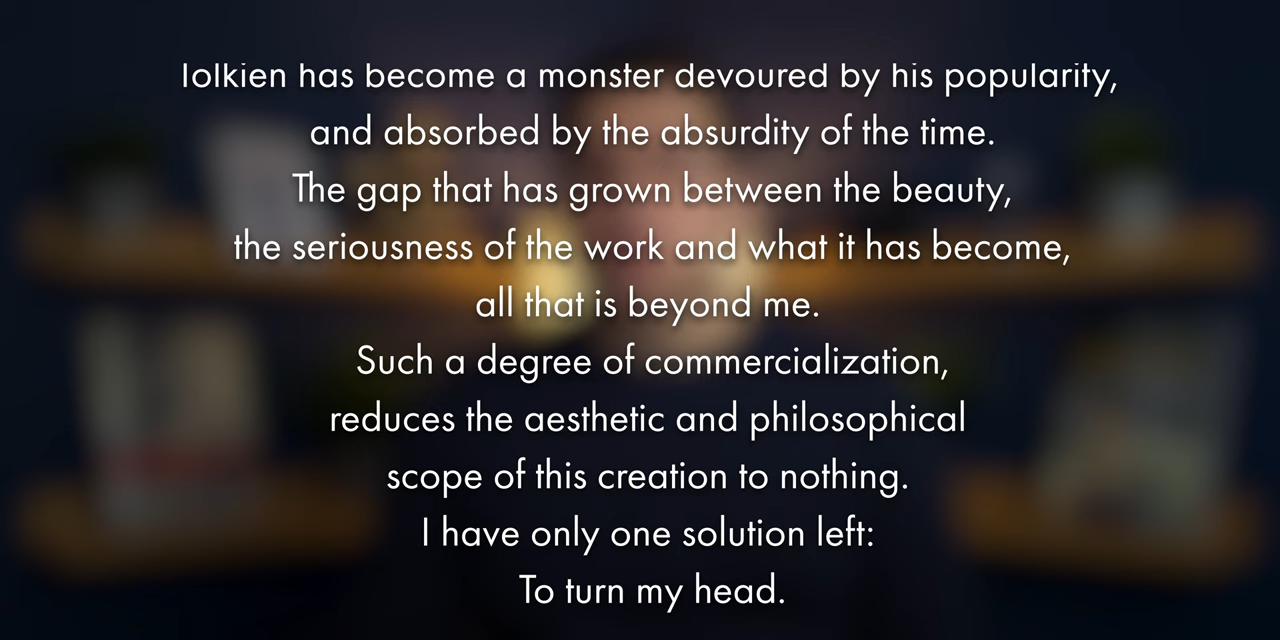 Tolkien has become a monster devoured by his popularity,
and absorbed by the absurdity of the time.
The gap that has grown between the beauty,
the seriousness of the work and what it has become,
all that is beyond me.
Such a degree of commercialization,
reduces the aesthetic and philosophical
scope of this creation to nothing.
I have only one solution left:
To turn my head.